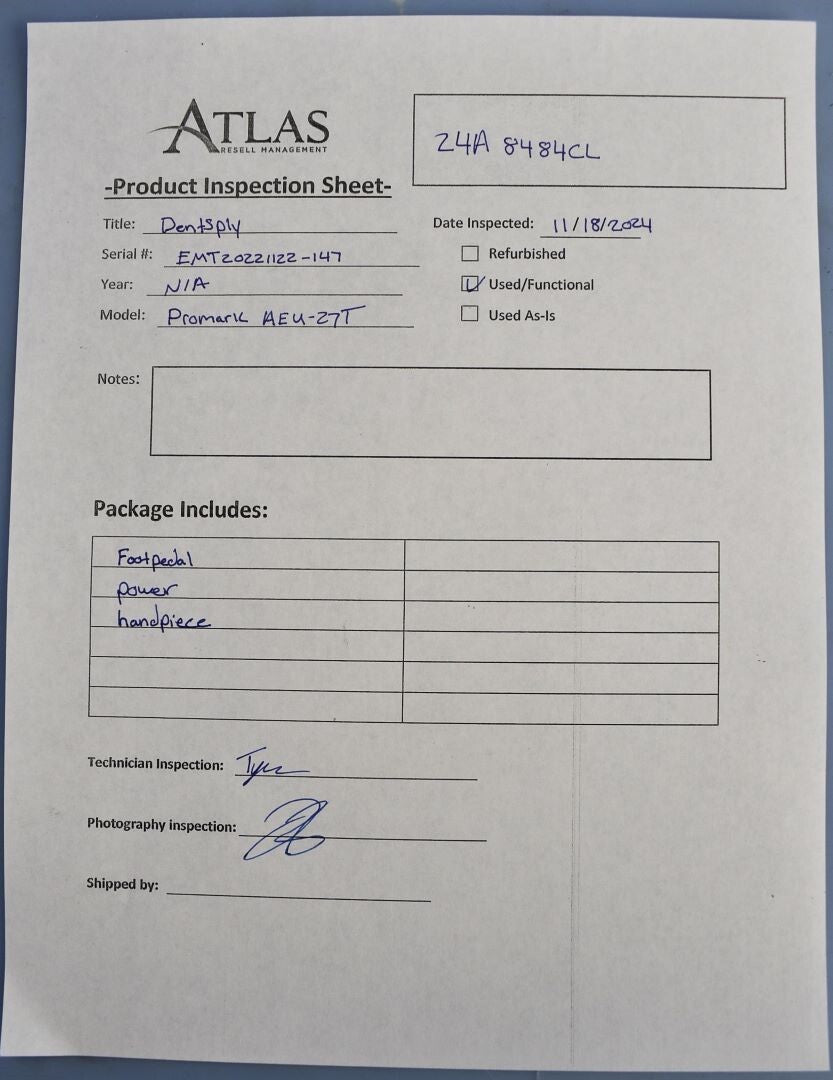 ATLAS
RESELL MANAGEMENT
24A 8484CL
-Product Inspection Sheet-
Title: Dentsply
Date Inspected: 11/18/2024
Serial #: EMT20221122-147
Refurbished
Year: N/A
Used/Functional
Model: Promark AEU-27T
Used As-Is
Notes:
Package Includes:
Footpedal
power
handpiece
Technician Inspection:
Photography inspection:
Shipped by: